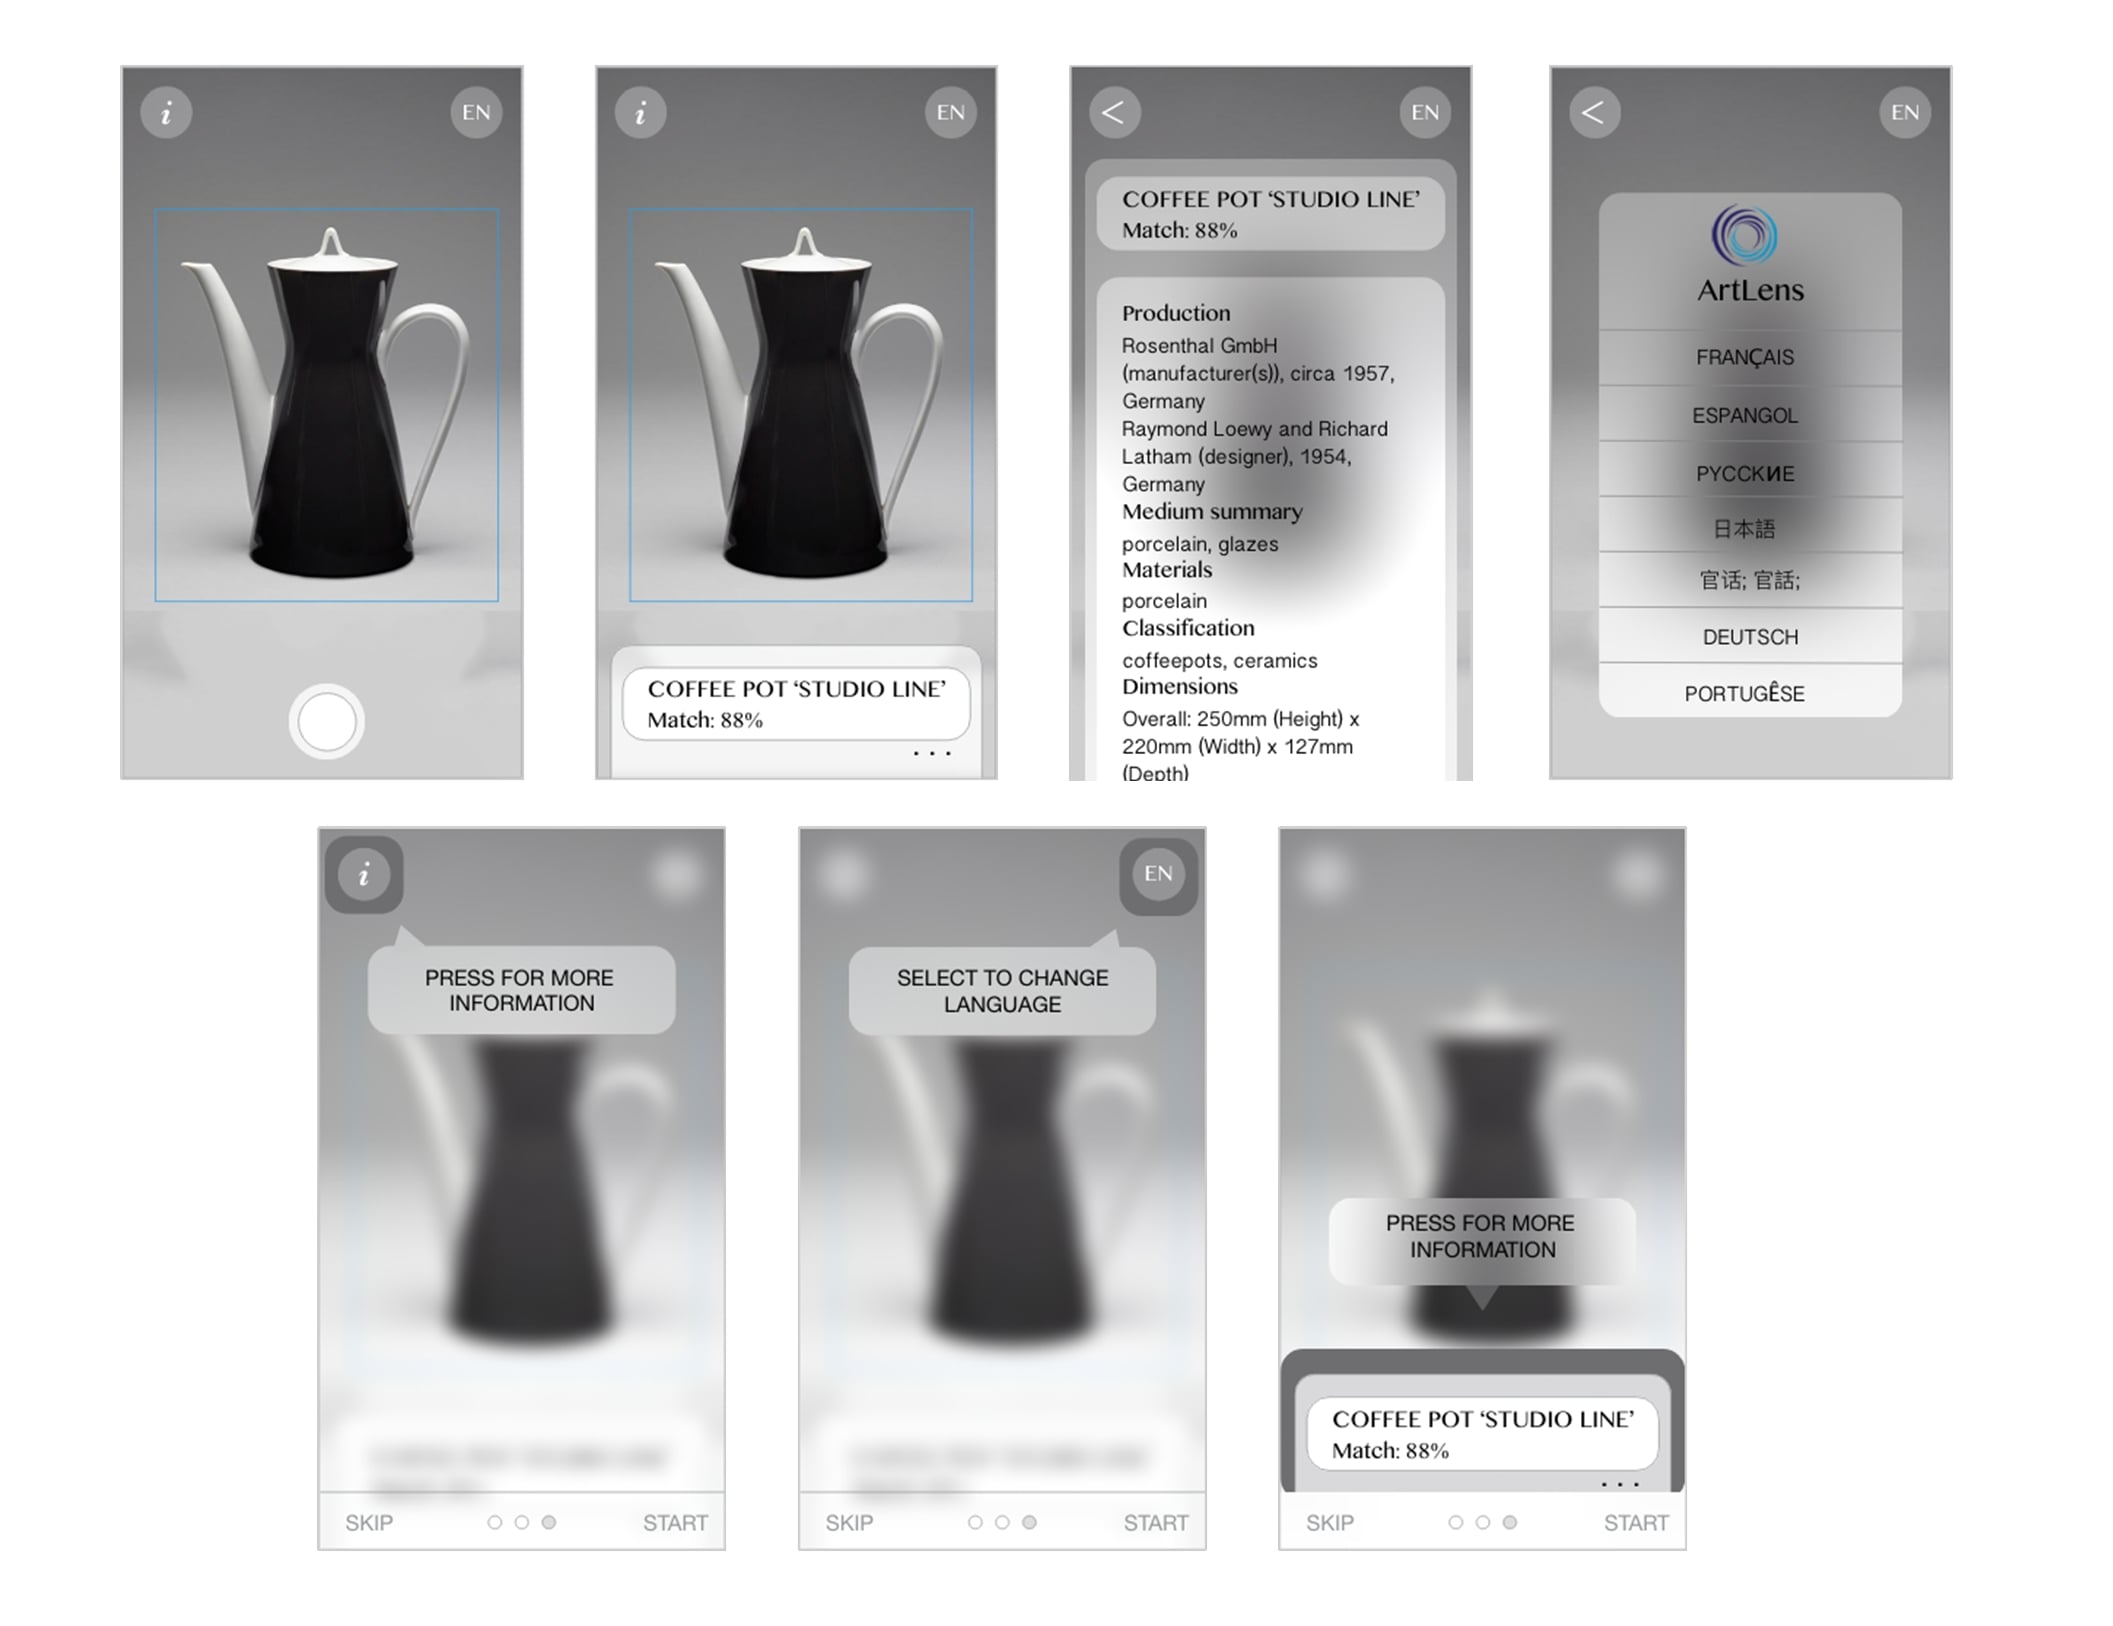 i
EN
i
EN
COFFEE POT ‘STUDIO LINE’
Match: 88%
...
<
EN
COFFEE POT ‘STUDIO LINE’
Match: 88%
Production
Rosenthal GmbH
(manufacturer(s)), circa 1957,
Germany
Raymond Loewy and Richard
Latham (designer), 1954,
Germany
Medium summary
porcelain, glazes
Materials
porcelain
Classification
coffeepots, ceramics
Dimensions
Overall: 250mm (Height) x
220mm (Width) x 127mm
(Depth)
<
EN
ArtLens
FRANÇAIS
ESPANGOL
РУССКИЕ
日本語
官话; 官話;
DEUTSCH
PORTUGÊSE
i
PRESS FOR MORE
INFORMATION
SKIP
START
EN
SELECT TO CHANGE
LANGUAGE
SKIP
START
PRESS FOR MORE
INFORMATION
COFFEE POT ‘STUDIO LINE’
Match: 88%
...
SKIP
START